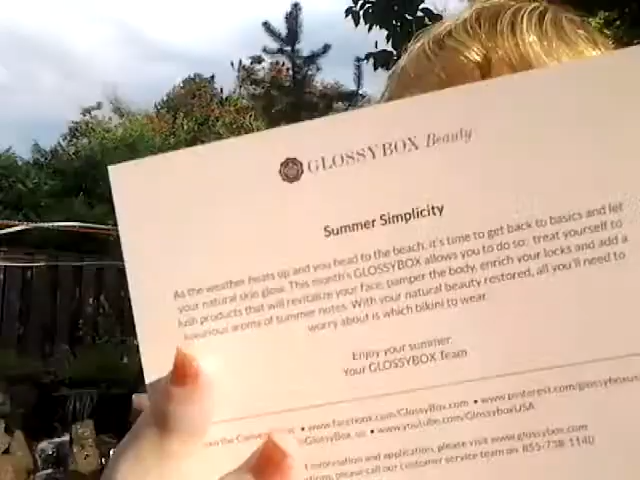 GLOSSYBOX Beauty
Summer Simplicity
As the weather heats up and you head to the beach, it's time to get back to basics and let
your natural skin glow. This month's GLOSSYBOX allows you to do so: treat yourself to
lush products that will revitalize your face, pamper the body, enrich your locks and add a
luxurious aroma of summer notes. With your natural beauty restored, all you'll need to
worry about is which bikini to wear.
Enjoy your summer.
Your GLOSSYBOX Team
• www.facebook.com/GlossyBox.com • www.pinterest.com/glossyboxus
GlossyBox_us • www.youtube.com/GlossyboxUSA
information and application, please visit www.glossybox.com
please call our customer service team on 855-738-1140